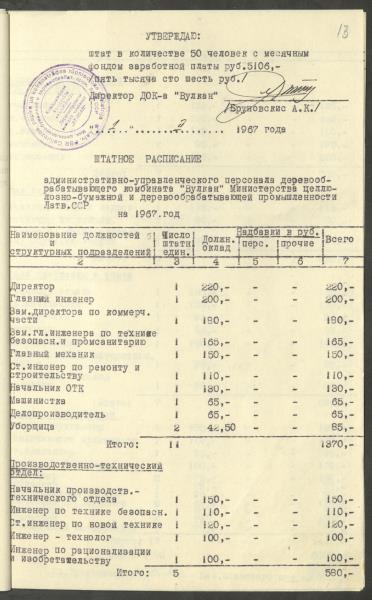 13
УТВЕРЖДАЮ:
штат в количестве 50 человек с месячным
фондом заработной платы руб.5106,-
/пять тысяча сто шесть руб./
Директор ДОК-а "Вулкан"
/Бруновскис А.К./
"1" 2 1967 года
ШТАТНОЕ РАСПИСАНИЕ
административно-управленческого персонала деревооб-
рабатывающего комбината "Вулкан" Министерства целлю-
лозно-бумажной и деревообрабатывающей промышленности
Латв.ССР
на 1967.год
Наименование должностей и структурных подразделений Число штатн. един. Должн. оклад Надбавки в руб. перс. прочие Всего
2 3 4 5 6 7
Директор 1 220,- - - 220,-
Главный инженер 1 200,- - - 200,-
Зам.директора по коммерч.
части 1 180,- - - 180,-
Зам.гл.инженера по технике
безопасн.и промсанитарию 1 165,- - - 165,-
Главный механик 1 150,- - - 150,-
Ст.инженер по ремонту и
строительству 1 110,- - - 110,-
Начальник ОТК 1 130,- - - 130,-
Машинистка 1 65,- - - 65,-
Делопроизводитель 1 65,- - - 65,-
Уборщица 2 42,50 - - 85,-
Итого: 11 1370,-
Производственно-технический
отдел:
Начальник производств.-
технического отдела 1 150,- - - 150,-
Инженер по технике безопасн. 1 110,- - - 110,-
Ст.инженер по новой технике 1 120,- - - 120,-
Инженер - технолог 1 100,- - - 100,-
Инженер по рационализации
и изобретательству 1 100,- - - 100,-
Итого: 5 580,-